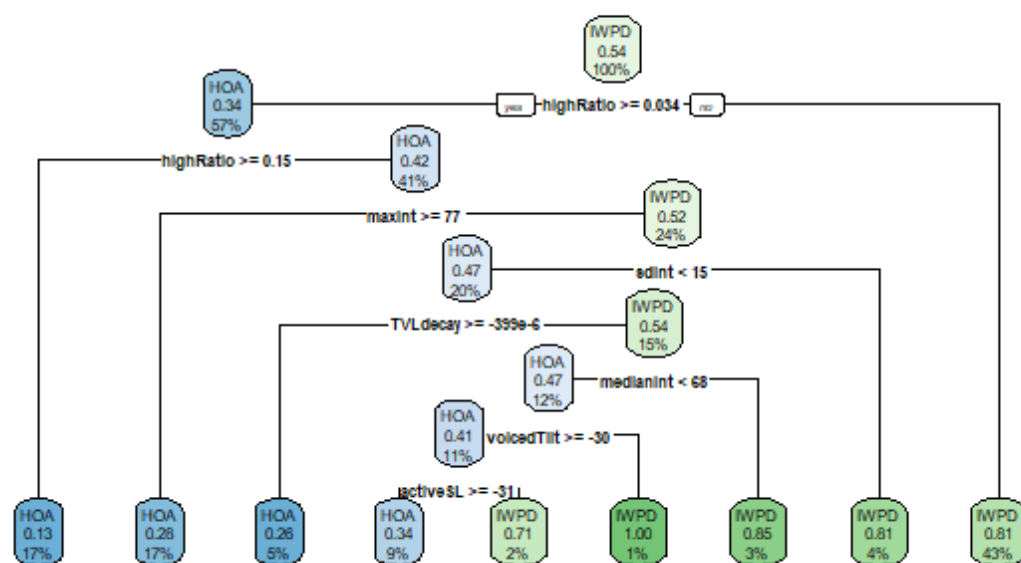 IWPD
0.54
100%
HOA
0.34
57%
yes
highRatio >= 0.034
no
HOA
0.42
41%
highRatio >= 0.15
IWPD
0.52
24%
maxInt >= 77
HOA
0.47
20%
sdInt < 15
IWPD
0.54
15%
TVLdecay >= -399e-6
HOA
0.47
12%
medianInt < 68
HOA
0.41
11%
voicedTilt >= -30
activeSL >= -31
HOA
0.13
17%
HOA
0.28
17%
HOA
0.26
5%
HOA
0.34
9%
IWPD
0.71
2%
IWPD
1.00
1%
IWPD
0.85
3%
IWPD
0.81
4%
IWPD
0.81
43%